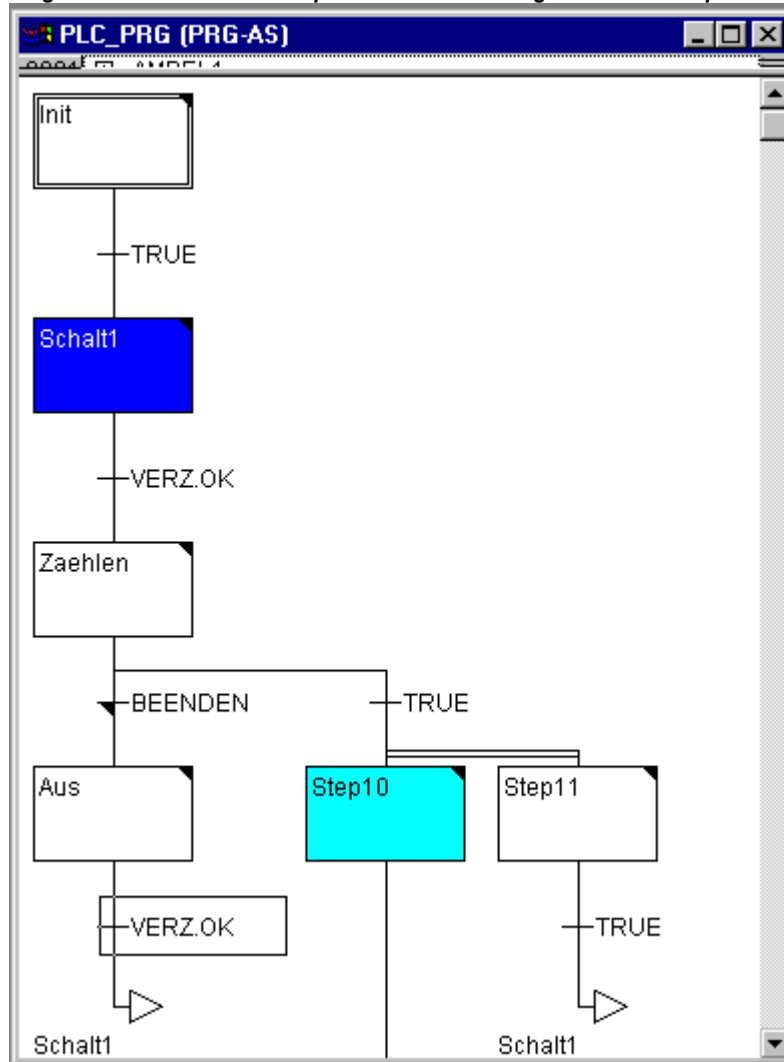 PLC_PRG (PRG-AS)
Init
TRUE
Schalt1
VERZ.OK
Zaehlen
BEENDEN
TRUE
Aus
Step10
Step11
VERZ.OK
TRUE
Schalt1
Schalt1